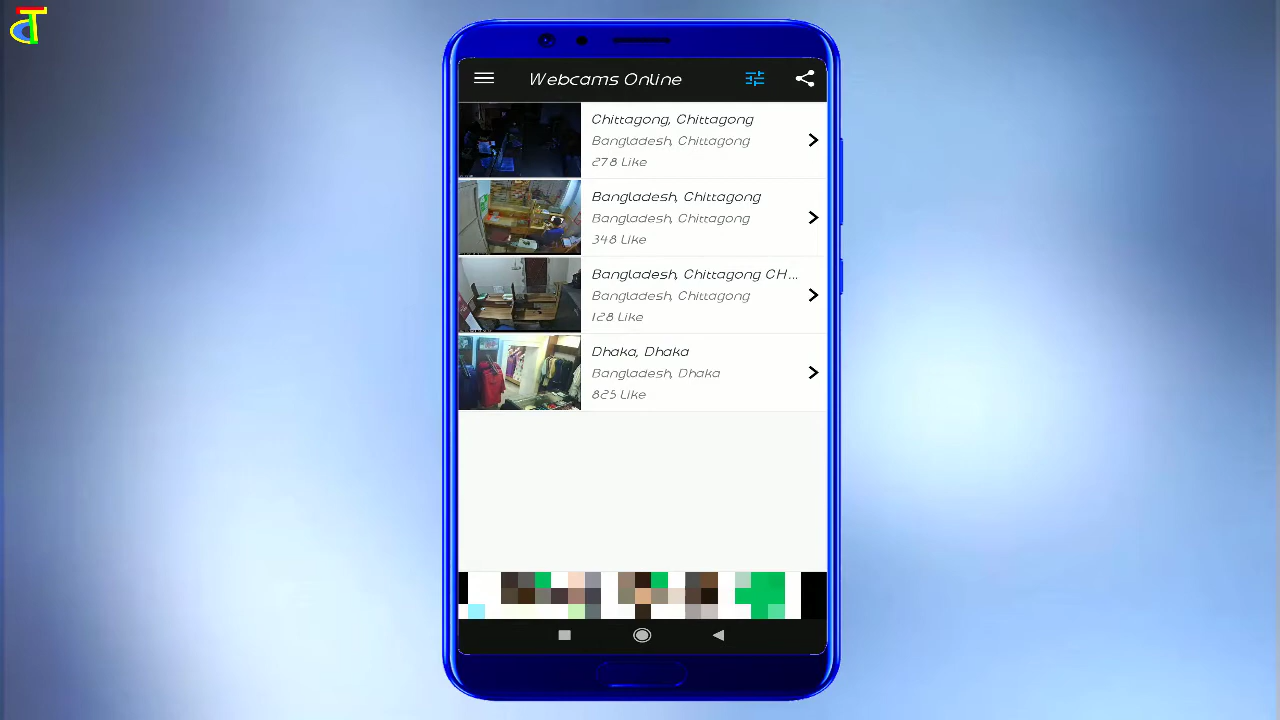 Webcams Online
Chittagong, Chittagong
Bangladesh, Chittagong
278 Like
Bangladesh, Chittagong
Bangladesh, Chittagong
348 Like
Bangladesh, Chittagong CH...
Bangladesh, Chittagong
128 Like
Dhaka, Dhaka
Bangladesh, Dhaka
825 Like